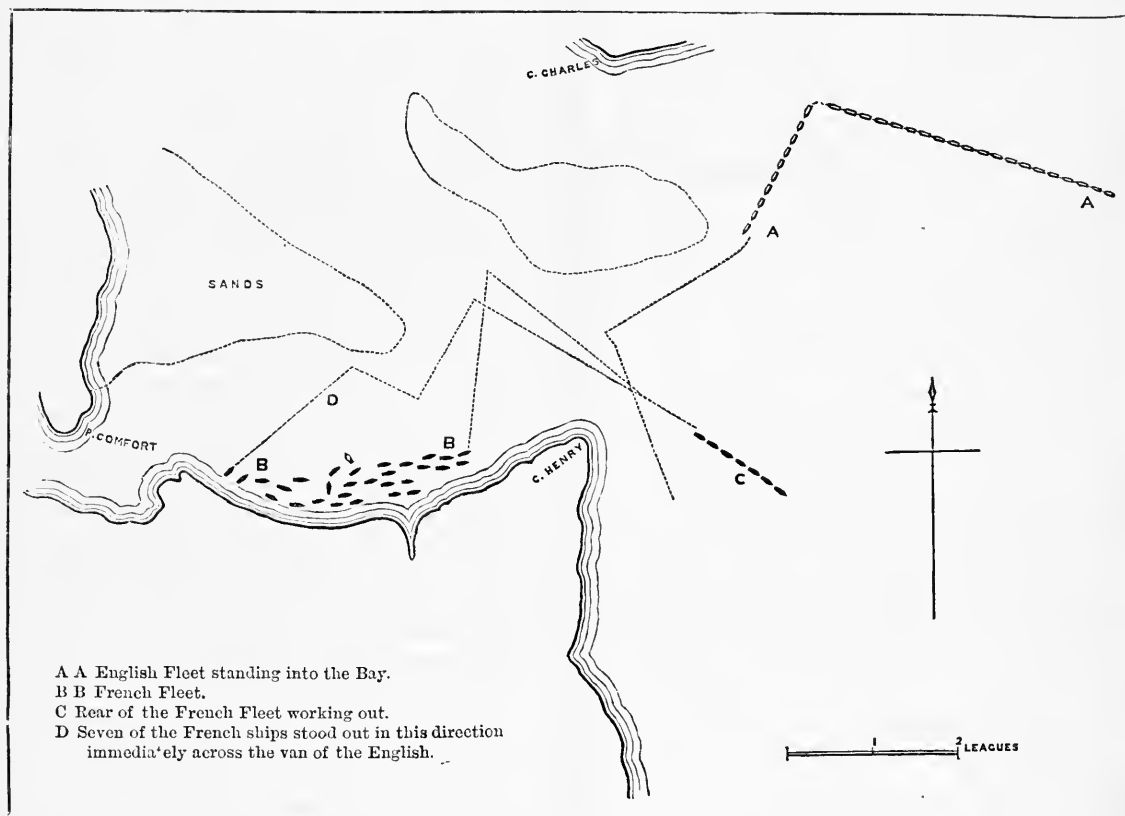 C. CHARLES
A
A
SANDS
D
P. COMFORT
B
B
C. HENRY
C
N
A A English Fleet standing into the Bay.
B B French Fleet.
C Rear of the French Fleet working out.
D Seven of the French ships stood out in this direction
immediately across the van of the English.
1 2 LEAGUES